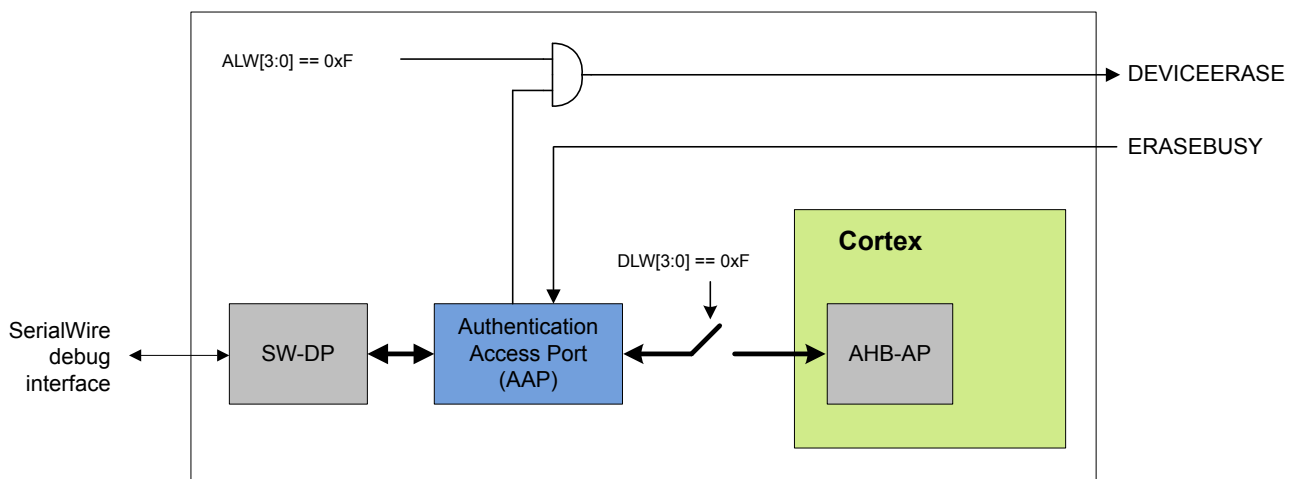 ALW[3:0] == 0xF
DEVICEERASE
ERASEBUSY
Cortex
DLW[3:0] == 0xF
SerialWire
debug
interface
SW-DP
Authentication
Access Port
(AAP)
AHB-AP